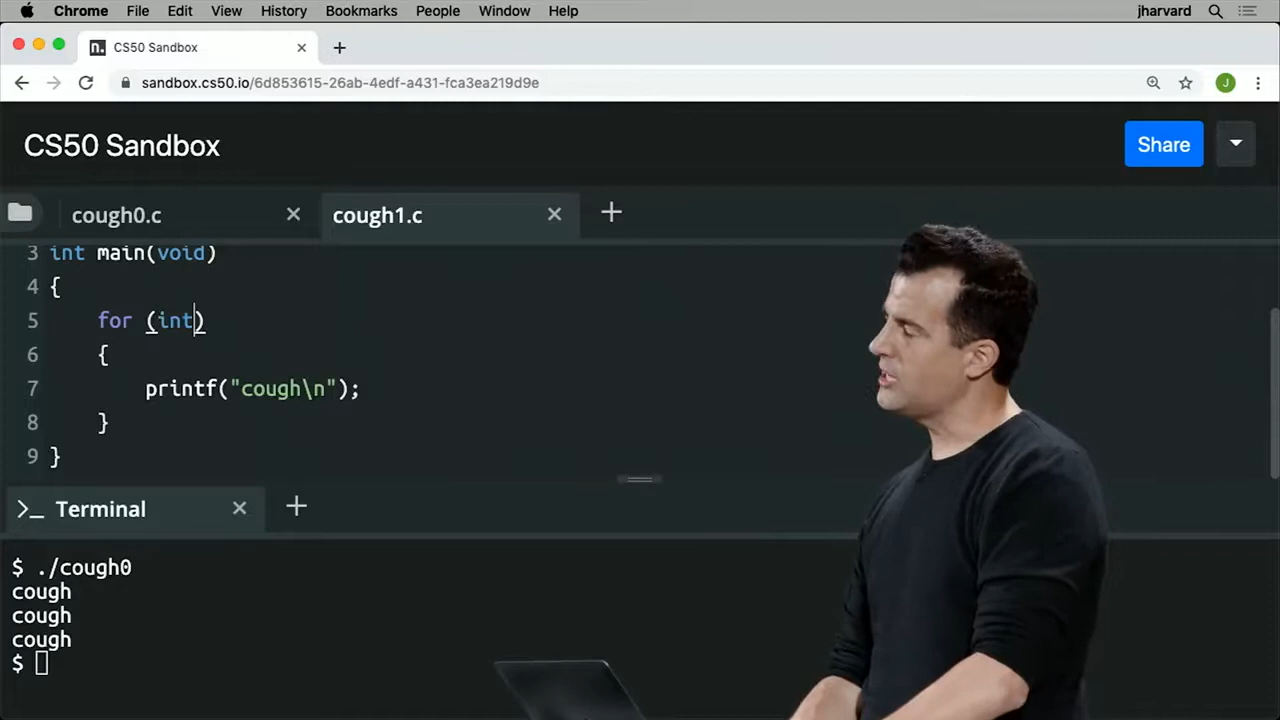 Chrome File Edit View History Bookmarks People Window Help jharvard
n. CS50 Sandbox
sandbox.cs50.io/6d853615-26ab-4edf-a431-fca3ea219d9e J
CS50 Sandbox Share
cough0.c cough1.c
3 int main(void)
4 {
5 for (int)
6 {
7 printf("cough\n");
8 }
9 }
>_ Terminal
$ ./cough0
cough
cough
cough
$